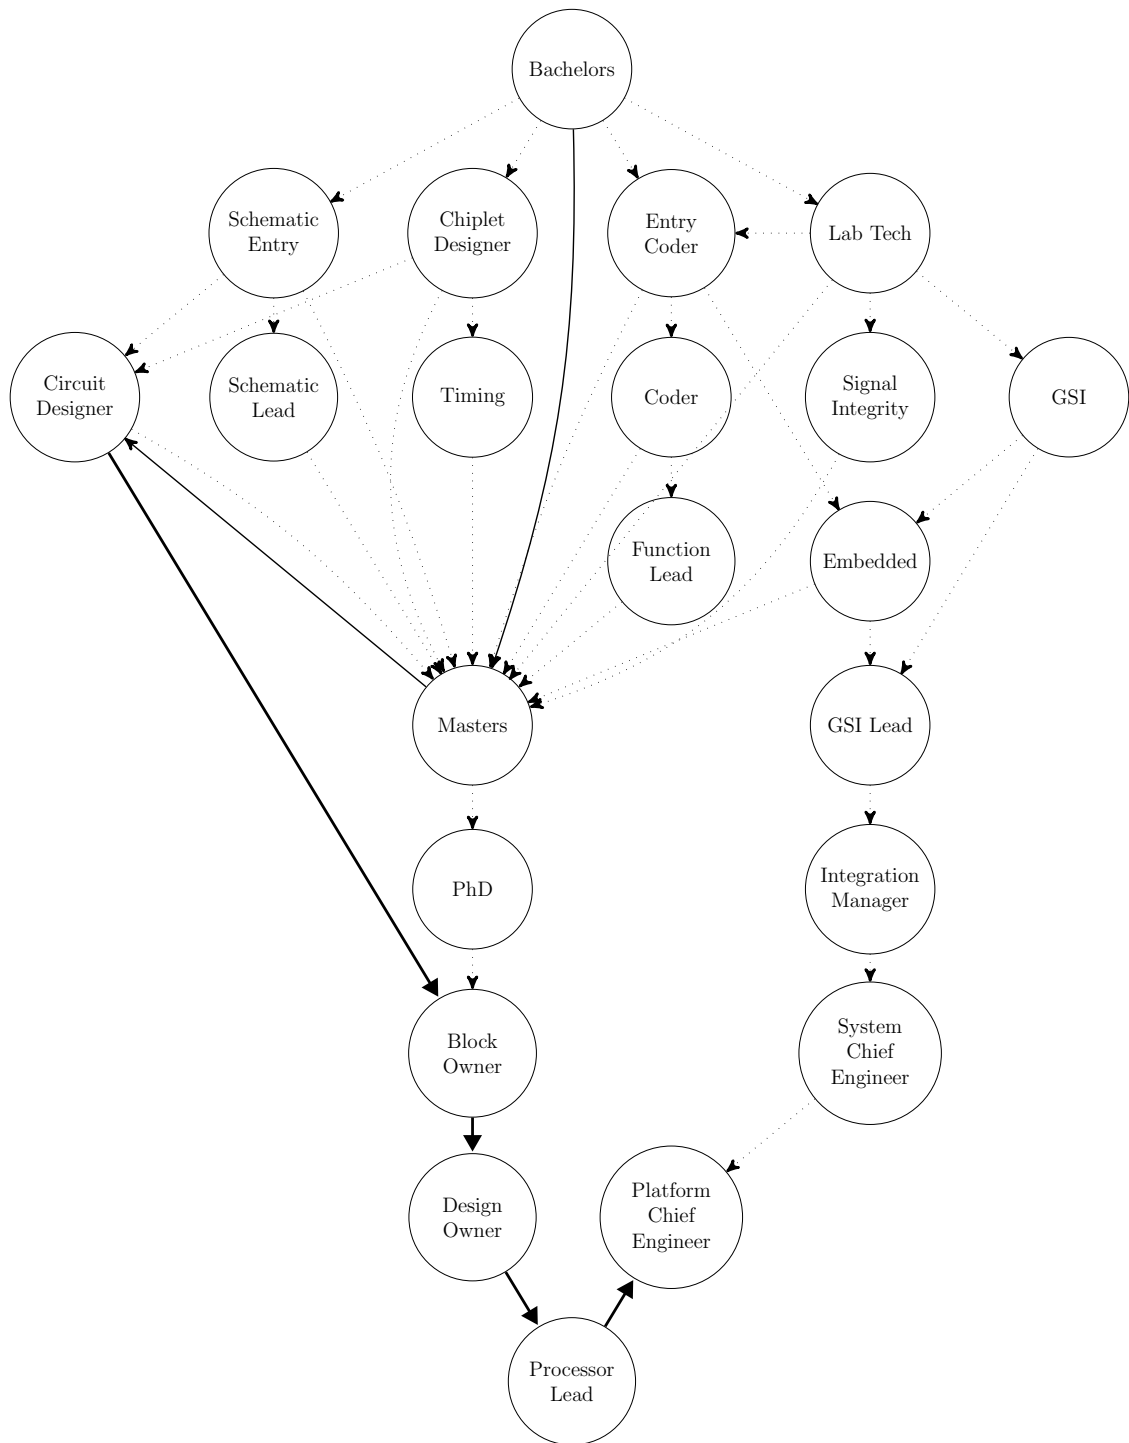 Bachelors
Schematic
Entry
Chiplet
Designer
Entry
Coder
Lab Tech
Circuit
Designer
Schematic
Lead
Timing
Coder
Signal
Integrity
GSI
Function
Lead
Embedded
Masters
GSI Lead
PhD
Integration
Manager
Block
Owner
System
Chief
Engineer
Design
Owner
Platform
Chief
Engineer
Processor
Lead